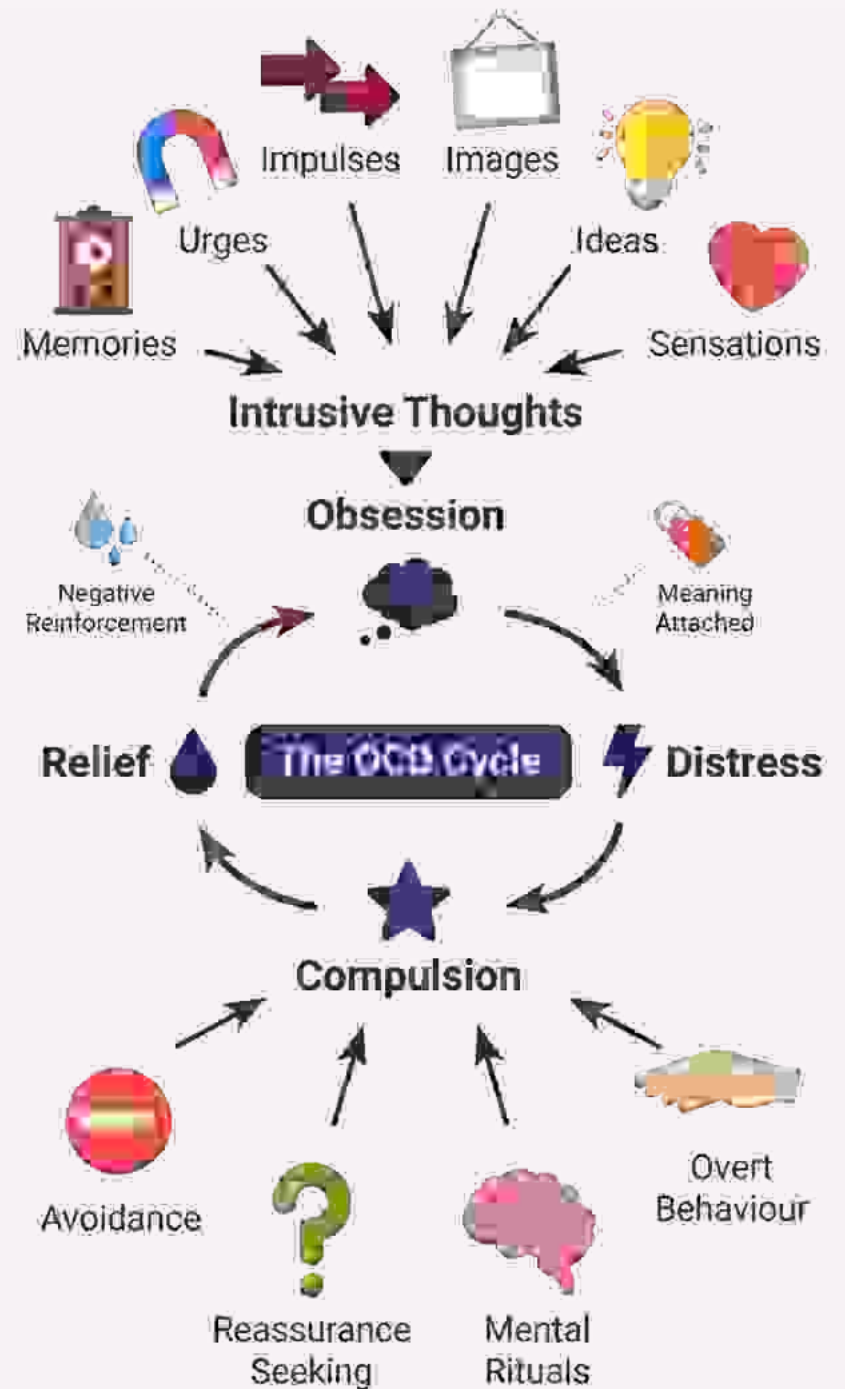 Impulses
Images
Urges
Ideas
Memories
Sensations
Intrusive Thoughts
Obsession
Negative
Reinforcement
Meaning
Attached
Relief
The OCD Cycle
Distress
Compulsion
Avoidance
Overt
Behaviour
Reassurance
Seeking
Mental
Rituals